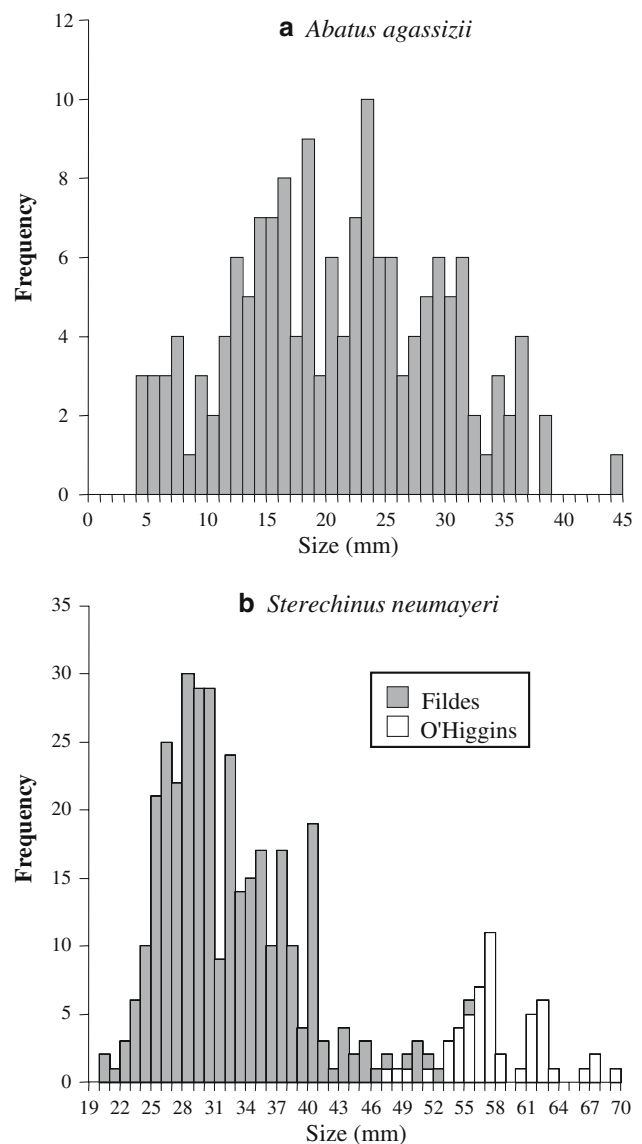 a Abatus agassizii
12
10
8
6
4
2
0
Frequency
0 5 10 15 20 25 30 35 40 45
Size (mm)
b Sterechinus neumayeri
35
30
25
20
15
10
5
0
Frequency
Fildes
O'Higgins
19 22 25 28 31 34 37 40 43 46 49 52 55 58 61 64 67 70
Size (mm)